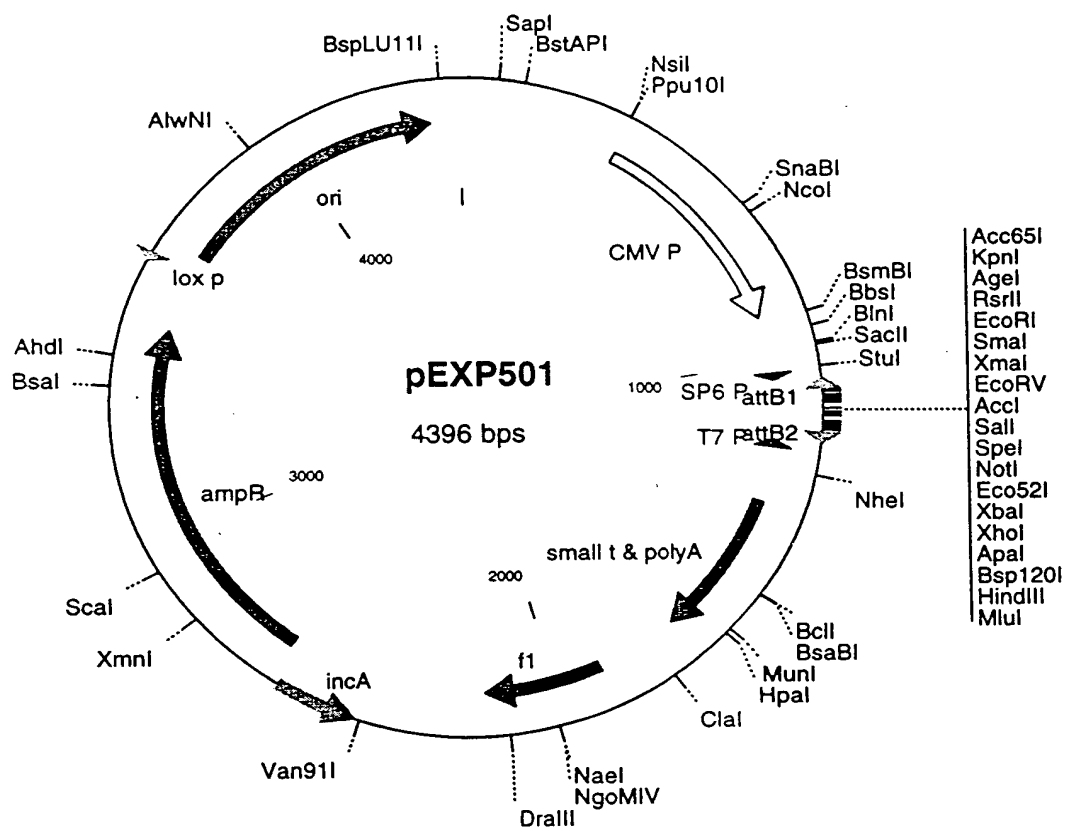 SapI
BspLU11I
BstAPI
NsiI
Ppu10I
AlwNI
SnaBI
NcoI
ori
4000
CMV P
lox p
BsmBI
BbsI
BlnI
SacII
StuI
AhdI
BsaI
pEXP501
4396 bps
1000
SP6 P
attB1
T7 P
attB2
Acc65I
KpnI
AgeI
RsrII
EcoRI
SmaI
XmaI
EcoRV
AccI
SalI
SpeI
NotI
Eco52I
XbaI
XhoI
ApaI
Bsp120I
HindIII
MluI
NheI
ampR
3000
small t & polyA
2000
ScaI
XmnI
BclI
BsaBI
MunI
HpaI
f1
incA
ClaI
Van91I
NaeI
NgoMIV
DraIII